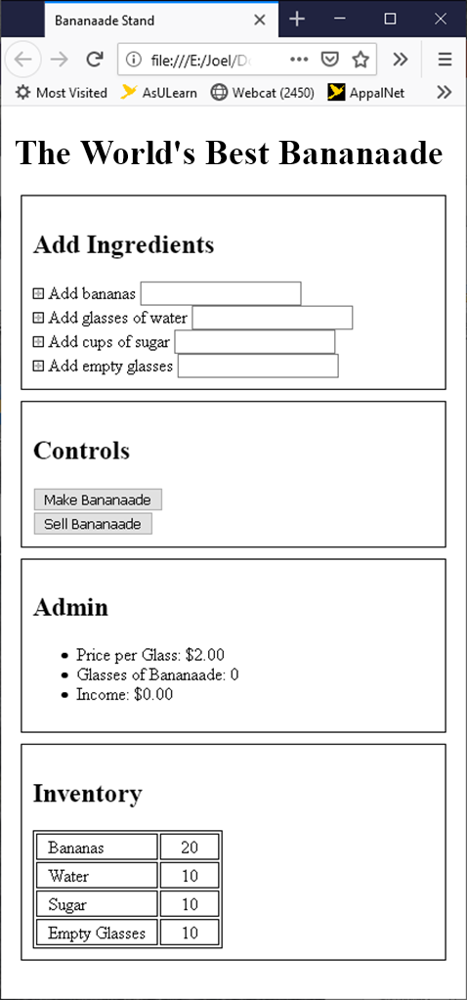 Bananaade Stand
file:///E:/Joel/Do
Most Visited AsULearn Webcat (2450) AppalNet
The World's Best Bananaade
Add Ingredients
Add bananas
Add glasses of water
Add cups of sugar
Add empty glasses
Controls
Make Bananaade
Sell Bananaade
Admin
• Price per Glass: $2.00
• Glasses of Bananaade: 0
• Income: $0.00
Inventory
Bananas 20
Water 10
Sugar 10
Empty Glasses 10